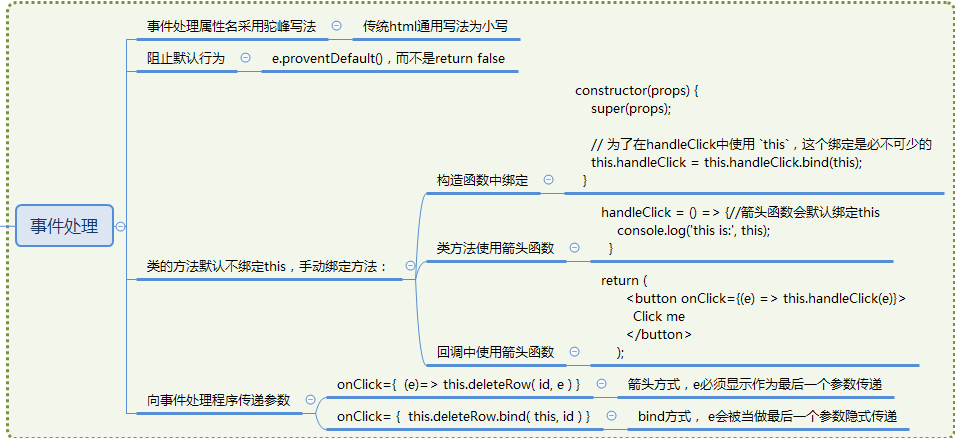 事件处理
事件处理属性名采用驼峰写法
传统html通用写法为小写
阻止默认行为
e.proventDefault()，而不是return false
类的方法默认不绑定this，手动绑定方法：
构造函数中绑定
constructor(props) {
super(props);
// 为了在handleClick中使用 `this`，这个绑定是必不可少的
this.handleClick = this.handleClick.bind(this);
}
类方法使用箭头函数
handleClick = () => {//箭头函数会默认绑定this
console.log('this is:', this);
}
回调中使用箭头函数
return (
<button onClick={(e) => this.handleClick(e)}>
Click me
</button>
);
向事件处理程序传递参数
onClick={ (e)=> this.deleteRow( id, e ) }
箭头方式，e必须显示作为最后一个参数传递
onClick= { this.deleteRow.bind( this, id ) }
bind方式， e会被当做最后一个参数隐式传递